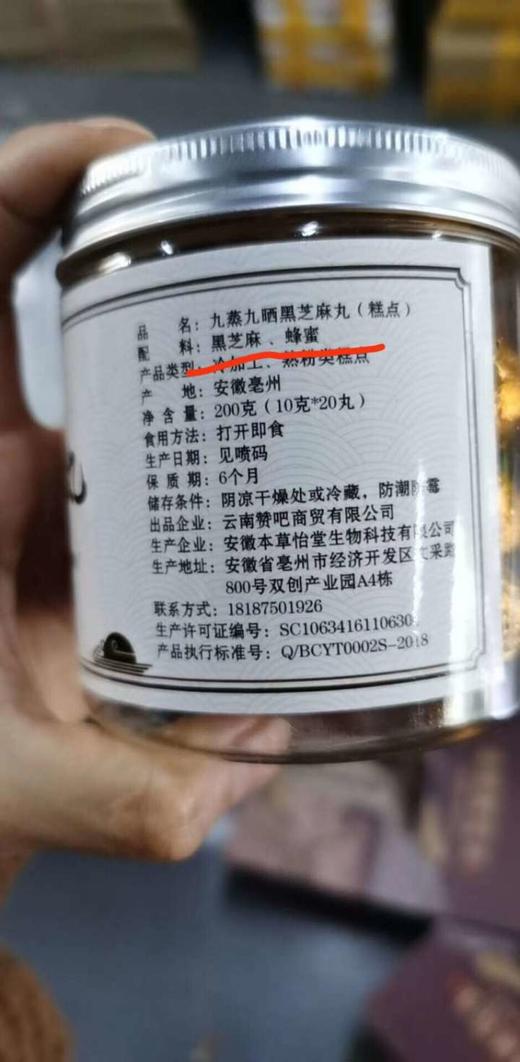 品 名：九蒸九晒黑芝麻丸（糕点）
配 料：黑芝麻、蜂蜜
产品类型：冷加工、熟粉类糕点
产 地：安徽亳州
净 含 量：200克（10克*20丸）
食用方法：打开即食
生产日期：见喷码
保 质 期：6个月
储存条件：阴凉干燥处或冷藏，防潮防霉
出品企业：云南赞吧商贸有限公司
生产企业：安徽本草怡堂生物科技有限公司
生产地址：安徽省亳州市经济开发区
800号双创产业园A4栋
联系方式：18187501926
生产许可证编号：SC1063416110630
产品执行标准号：Q/BCYT0002S-2018